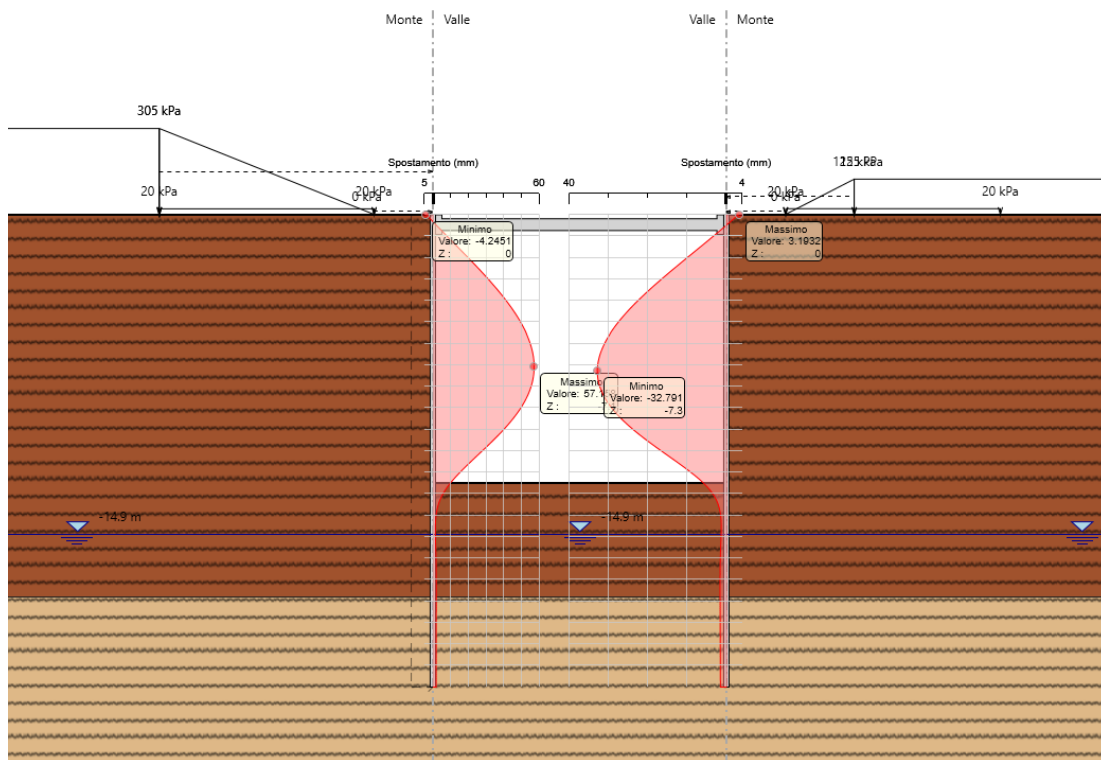 Monte Valle
Valle Monte
305 kPa
Spostamento (mm)
Spostamento (mm)
5
60
40
4
20 kPa
20 kPa
0 kPa
20 kPa
0 kPa
20 kPa
Minimo
Valore: -4.2451
Z : 0
Massimo
Valore: 3.1932
Z : 0
Massimo
Valore: 57.
Z :
Minimo
Valore: -32.791
Z : -7.3
-14.9 m
-14.9 m